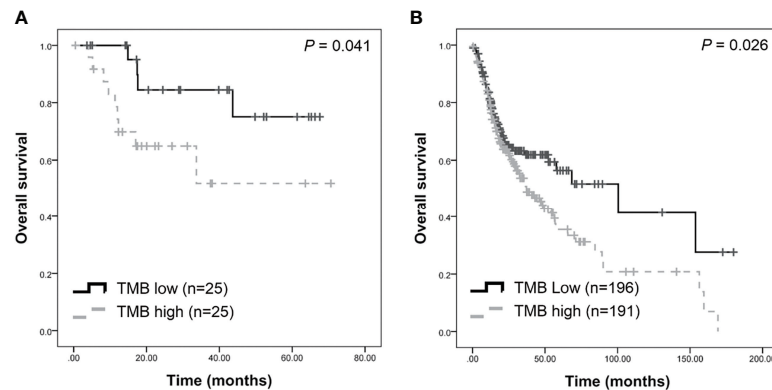 A
P = 0.041
Overall survival
1.0
0.8
0.6
0.4
0.2
0.0
TMB low (n=25)
TMB high (n=25)
.00 20.00 40.00 60.00 80.00
Time (months)
B
P = 0.026
Overall survival
1.0
0.8
0.6
0.4
0.2
0.0
TMB Low (n=196)
TMB high (n=191)
.00 50.00 100.00 150.00 200.00
Time (months)